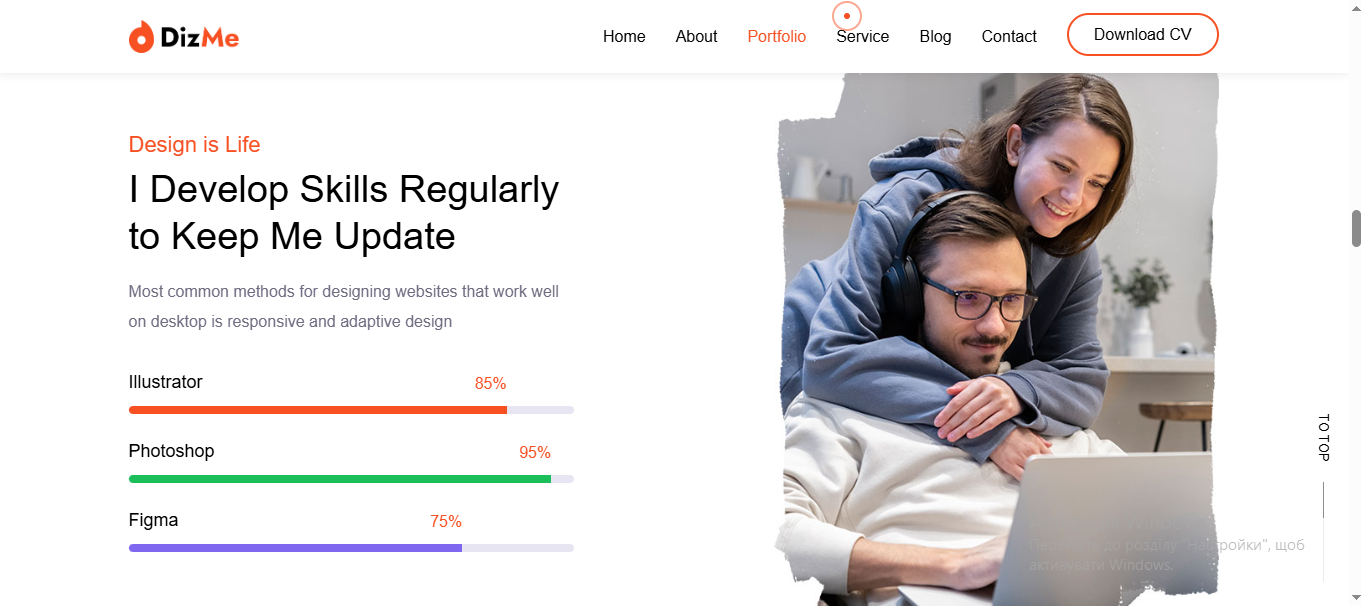 DizMe
Home About Portfolio Service Blog Contact Download CV
Design is Life
I Develop Skills Regularly
to Keep Me Update
Most common methods for designing websites that work well
on desktop is responsive and adaptive design
Illustrator 85%
Photoshop 95%
Figma 75%
TO TOP
Windows
до розділу "Настройки", щоб
активувати Windows.